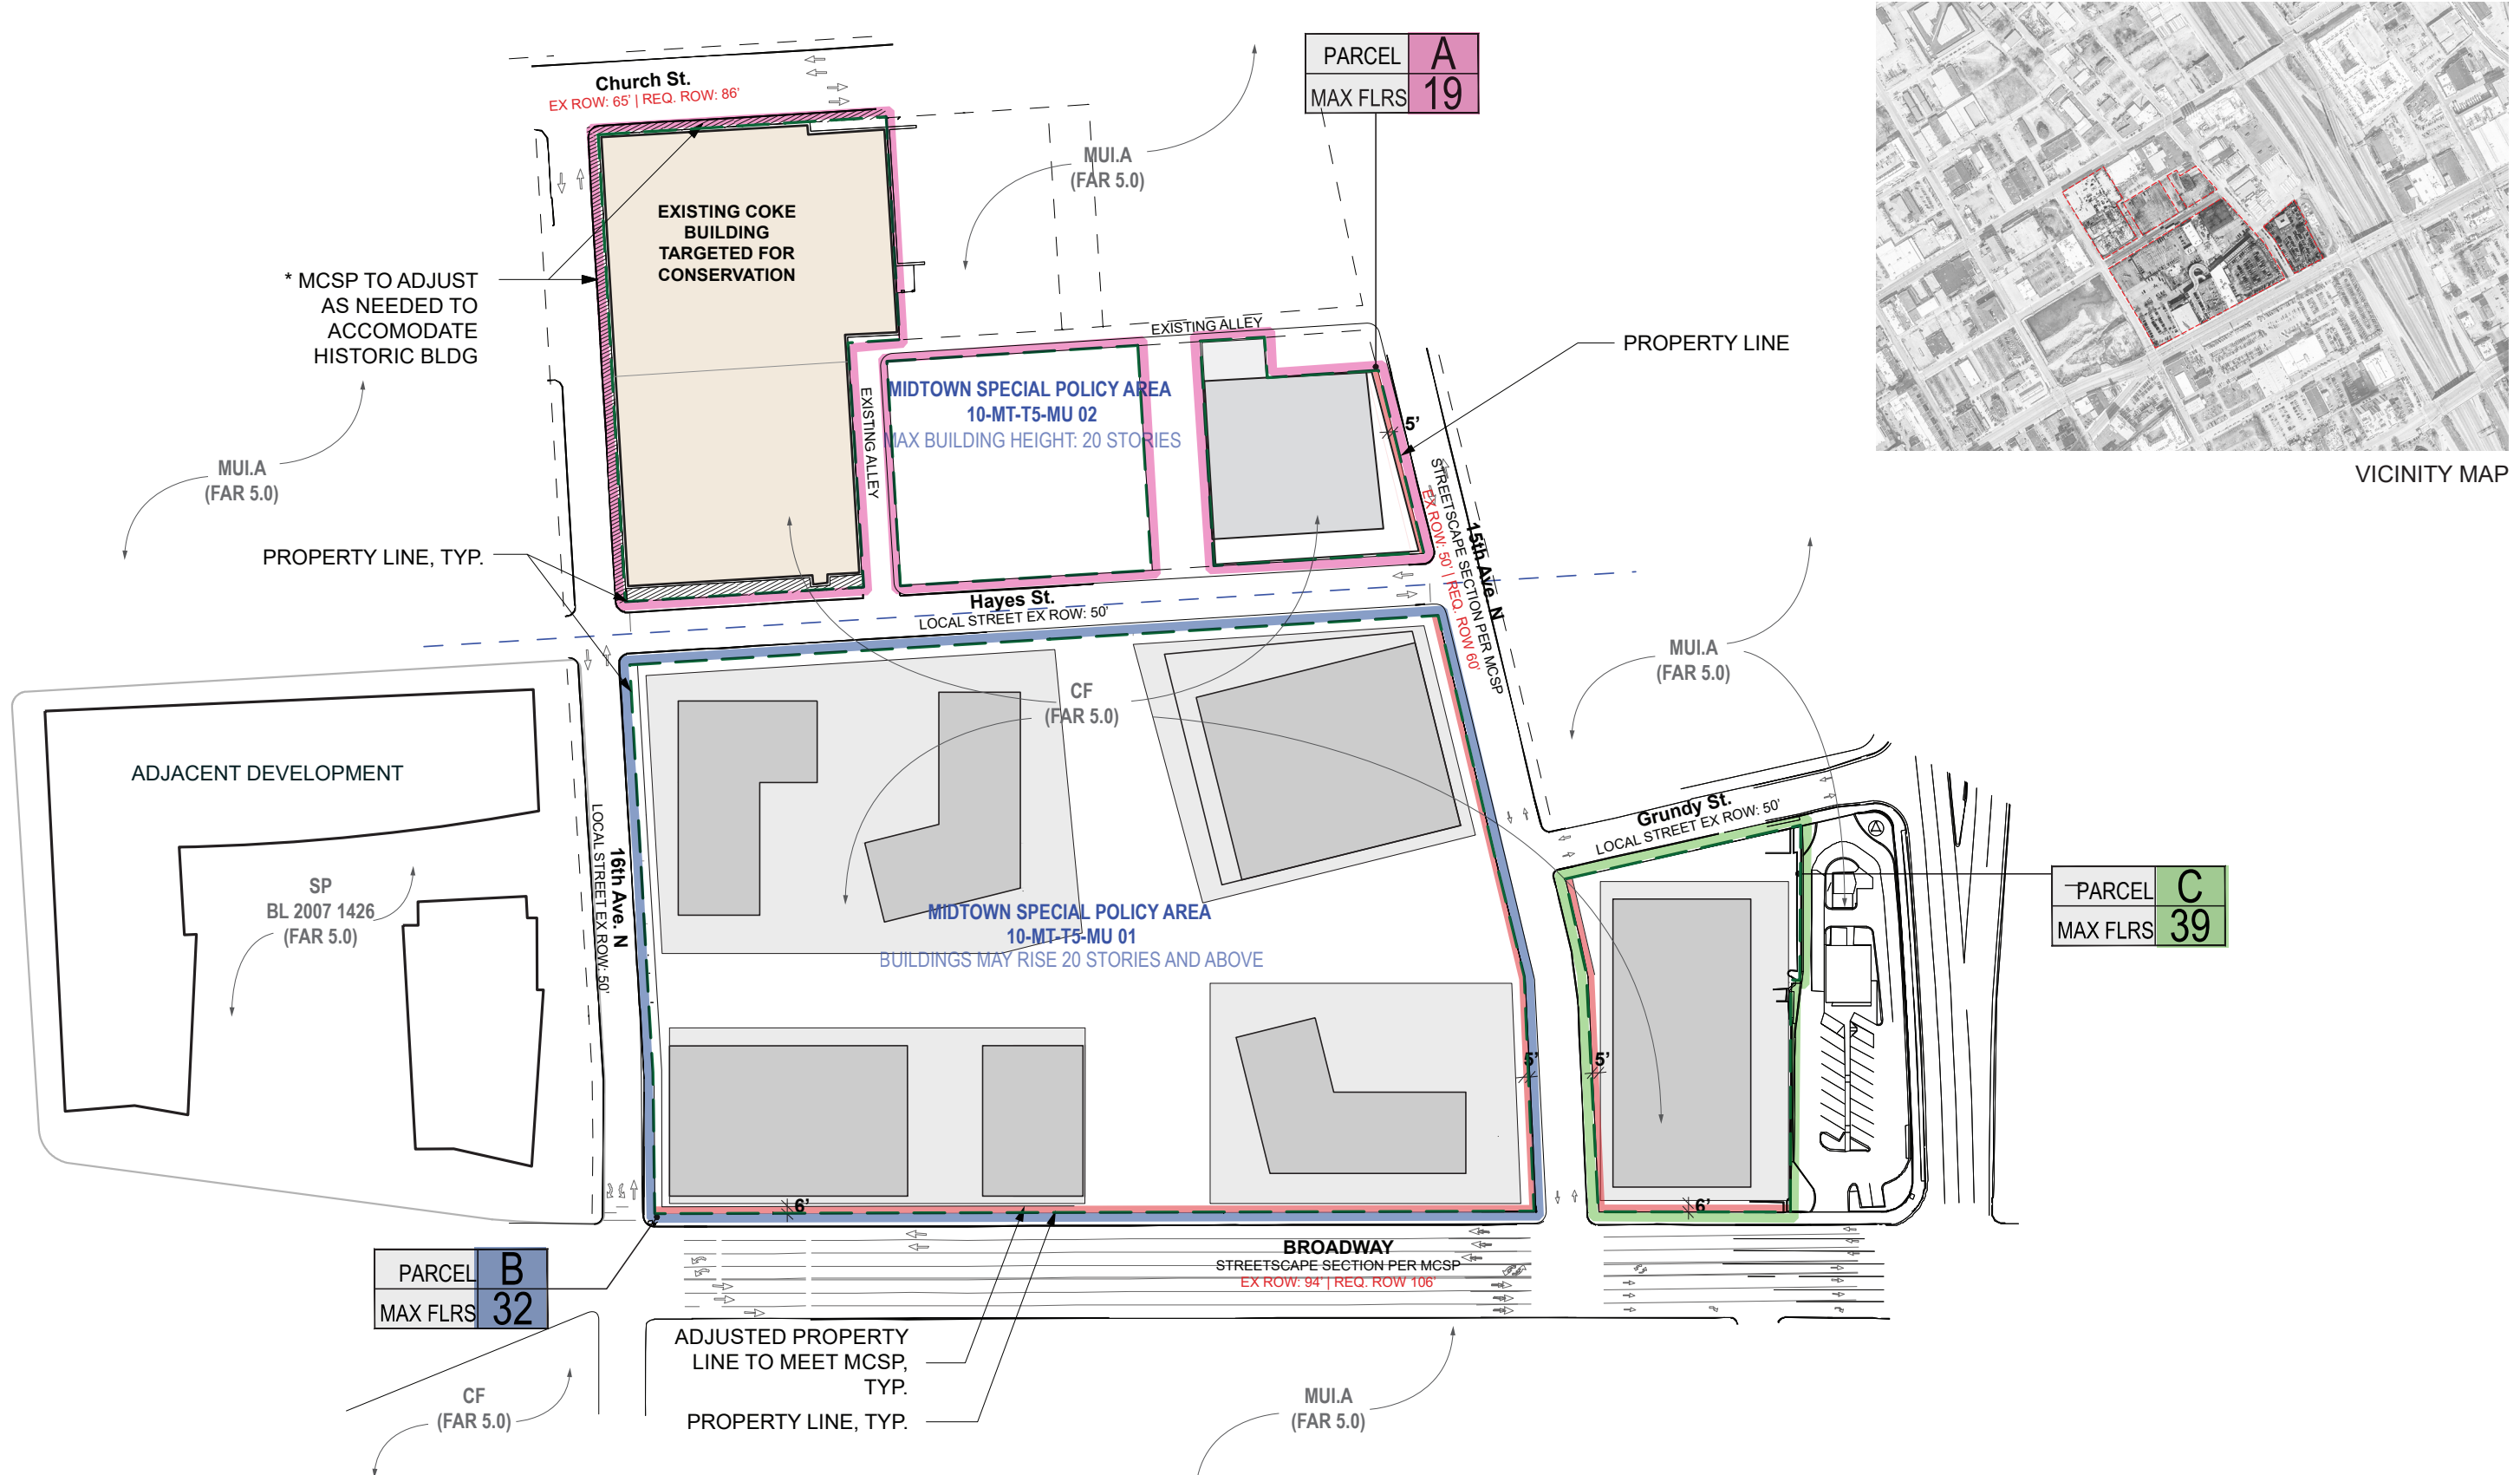 Church St.
EX ROW: 65' | REQ. ROW: 86'
PARCEL A
MAX FLRS 19
MUI.A
(FAR 5.0)
EXISTING COKE
BUILDING
TARGETED FOR
CONSERVATION
* MCSP TO ADJUST
AS NEEDED TO
ACCOMODATE
HISTORIC BLDG
EXISTING ALLEY
PROPERTY LINE
VICINITY MAP
MIDTOWN SPECIAL POLICY AREA
10-MT-T5-MU 02
MAX BUILDING HEIGHT: 20 STORIES
EXISTING ALLEY
5'
MUI.A
(FAR 5.0)
PROPERTY LINE, TYP.
15th Ave. N
STREETSCAPE SECTION PER MCSP
EX ROW: 50' | REQ. ROW 60'
Hayes St.
LOCAL STREET EX ROW: 50'
MUI.A
(FAR 5.0)
CF
(FAR 5.0)
ADJACENT DEVELOPMENT
Grundy St.
LOCAL STREET EX ROW: 50'
16th Ave. N
LOCAL STREET EX ROW: 50'
SP
BL 2007 1426
(FAR 5.0)
PARCEL C
MAX FLRS 39
MIDTOWN SPECIAL POLICY AREA
10-MT-T5-MU 01
BUILDINGS MAY RISE 20 STORIES AND ABOVE
5'
5'
6'
6'
PARCEL B
MAX FLRS 32
BROADWAY
STREETSCAPE SECTION PER MCSP
EX ROW: 94' | REQ. ROW 106'
ADJUSTED PROPERTY
LINE TO MEET MCSP,
TYP.
PROPERTY LINE, TYP.
CF
(FAR 5.0)
MUI.A
(FAR 5.0)